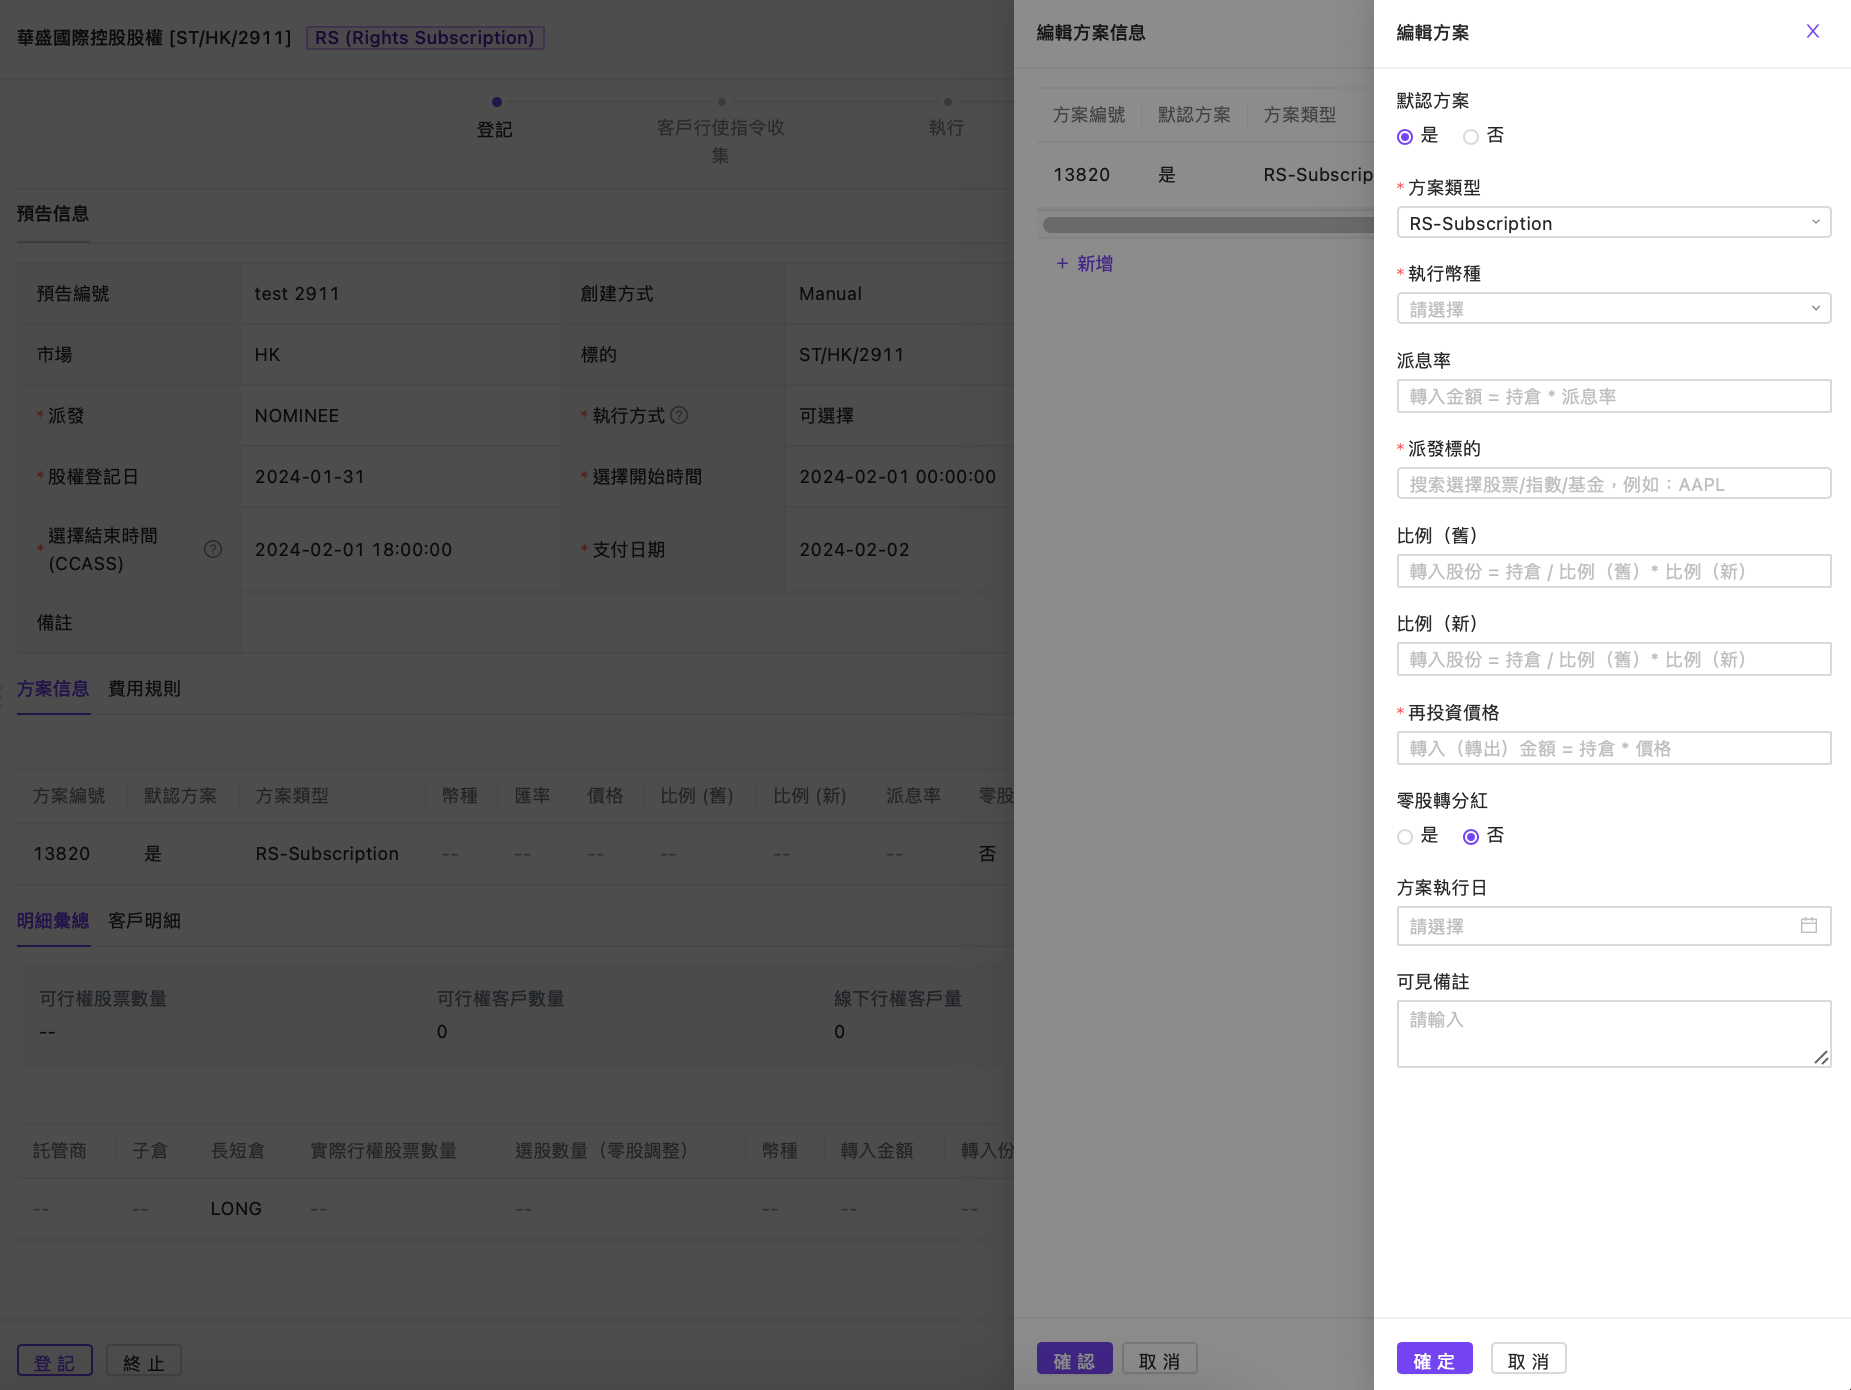 華盛國際控股股權 [ST/HK/2911] RS (Rights Subscription)
登記
客戶行使指令收
集
執行
預告信息
預告編號 test 2911 創建方式 Manual
市場 HK 標的 ST/HK/2911
* 派發 NOMINEE * 執行方式 ?
可選擇
* 股權登記日 2024-01-31 * 選擇開始時間 2024-02-01 00:00:00
* 選擇結束時間
(CCASS) ? 2024-02-01 18:00:00 * 支付日期 2024-02-02
備註
方案信息 費用規則
方案編號 默認方案 方案類型 幣種 匯率 價格 比例 (舊) 比例 (新) 派息率 零股
13820 是 RS-Subscription -- -- -- -- -- -- 否
明細彙總 客戶明細
可行權股票數量 可行權客戶數量 線下行權客戶量
-- 0 0
託管商 子倉 長短倉 實際行權股票數量 選股數量（零股調整） 幣種 轉入金額 轉入份
-- -- LONG -- -- -- -- --
登 記 終 止
編輯方案信息
方案編號 默認方案 方案類型
13820 是 RS-Subscrip
+ 新增
確 認 取 消
編輯方案
默認方案
是 否
* 方案類型
RS-Subscription
* 執行幣種
請選擇
派息率
轉入金額 = 持倉 * 派息率
* 派發標的
搜索選擇股票/指數/基金，例如：AAPL
比例（舊）
轉入股份 = 持倉 / 比例（舊）* 比例（新）
比例（新）
轉入股份 = 持倉 / 比例（舊）* 比例（新）
* 再投資價格
轉入（轉出）金額 = 持倉 * 價格
零股轉分紅
是 否
方案執行日
請選擇
可見備註
請輸入
確 定 取 消